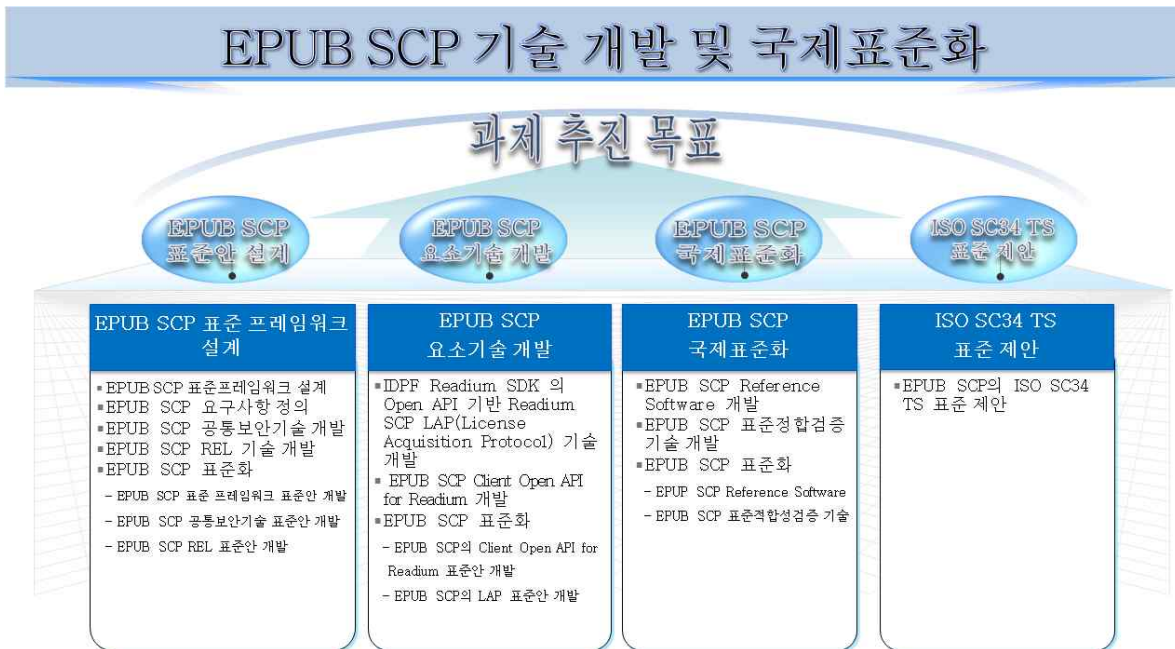 EPUB SCP 기술 개발 및 국제표준화
과제 추진 목표
EPUB SCP
표준안 설계
EPUB SCP
요소기술 개발
EPUB SCP
국제표준화
ISO SC34 TS
표준 제안
EPUB SCP 표준 프레임워크
설계
▪EPUB SCP 표준프레임워크 설계
▪EPUB SCP 요구사항 정의
▪EPUB SCP 공통보안기술 개발
▪EPUB SCP REL 기술 개발
▪EPUB SCP 표준화
- EPUB SCP 표준 프레임워크 표준안 개발
- EPUB SCP 공통보안기술 표준안 개발
- EPUB SCP REL 표준안 개발
EPUB SCP
요소기술 개발
▪IDPF Readium SDK 의
Open API 기반 Readium
SCP LAP(License
Acquisition Protocol) 기술
개발
▪ EPUB SCP Client Open API
for Readium 개발
▪EPUB SCP 표준화
- EPUB SCP의 Client Open API for
Readium 표준안 개발
- EPUB SCP의 LAP 표준안 개발
EPUB SCP
국제표준화
▪EPUB SCP Reference
Software 개발
▪EPUB SCP 표준정합검증
기술 개발
▪EPUB SCP 표준화
- EPUP SCP Reference Software
- EPUB SCP 표준적합성검증 기술
ISO SC34 TS
표준 제안
▪EPUB SCP의 ISO SC34
TS 표준 제안